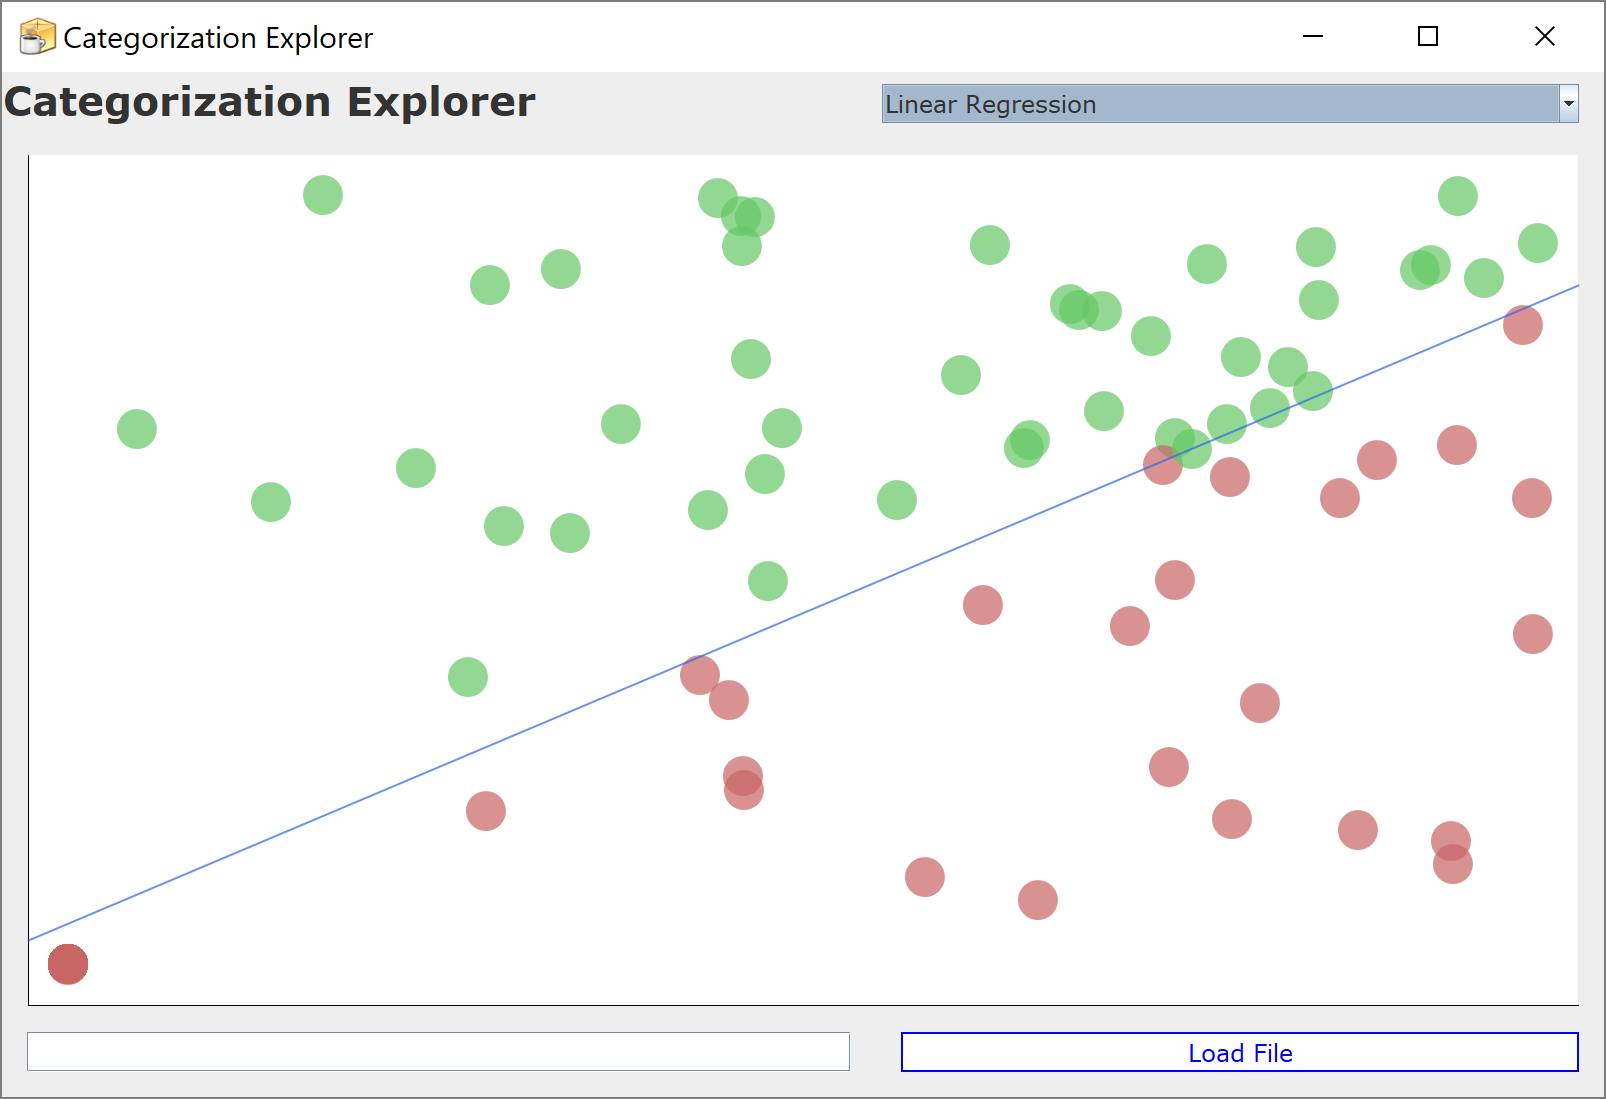 Categorization Explorer
Categorization Explorer
Linear Regression
Load File